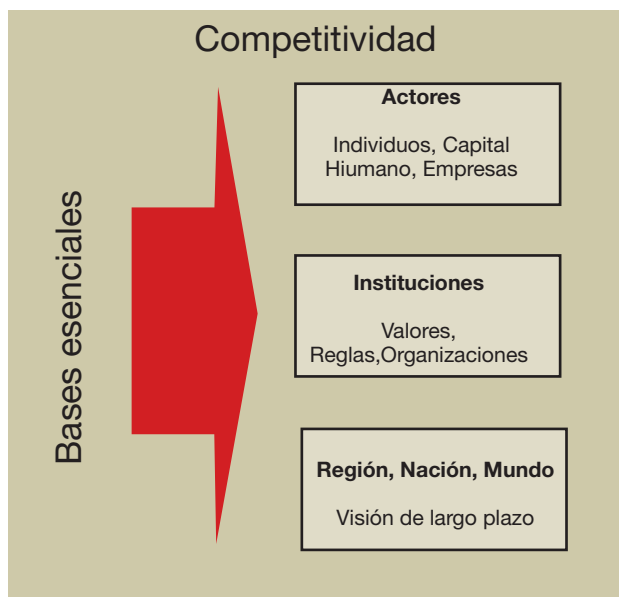 Competitividad
Bases esenciales
Actores
Individuos, Capital
Hiumano, Empresas
Instituciones
Valores,
Reglas,Organizaciones
Región, Nación, Mundo
Visión de largo plazo